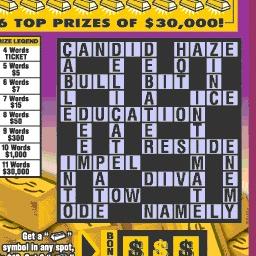 6 TOP PRIZES OF $30,000!
PRIZE LEGEND
4 Words
TICKET
5 Words
$5
6 Words
$7
7 Words
$15
8 Words
$50
9 Words
$300
10 Words
$1,000
11 Words
$30,000
CANDID HAZE
BULL BIT
ICE
EDUCATION
RESIDE
IMPEL
DIVA
TOW
ODE NAMELY
Get a "
symbol in any spot,
BON
$ $ $